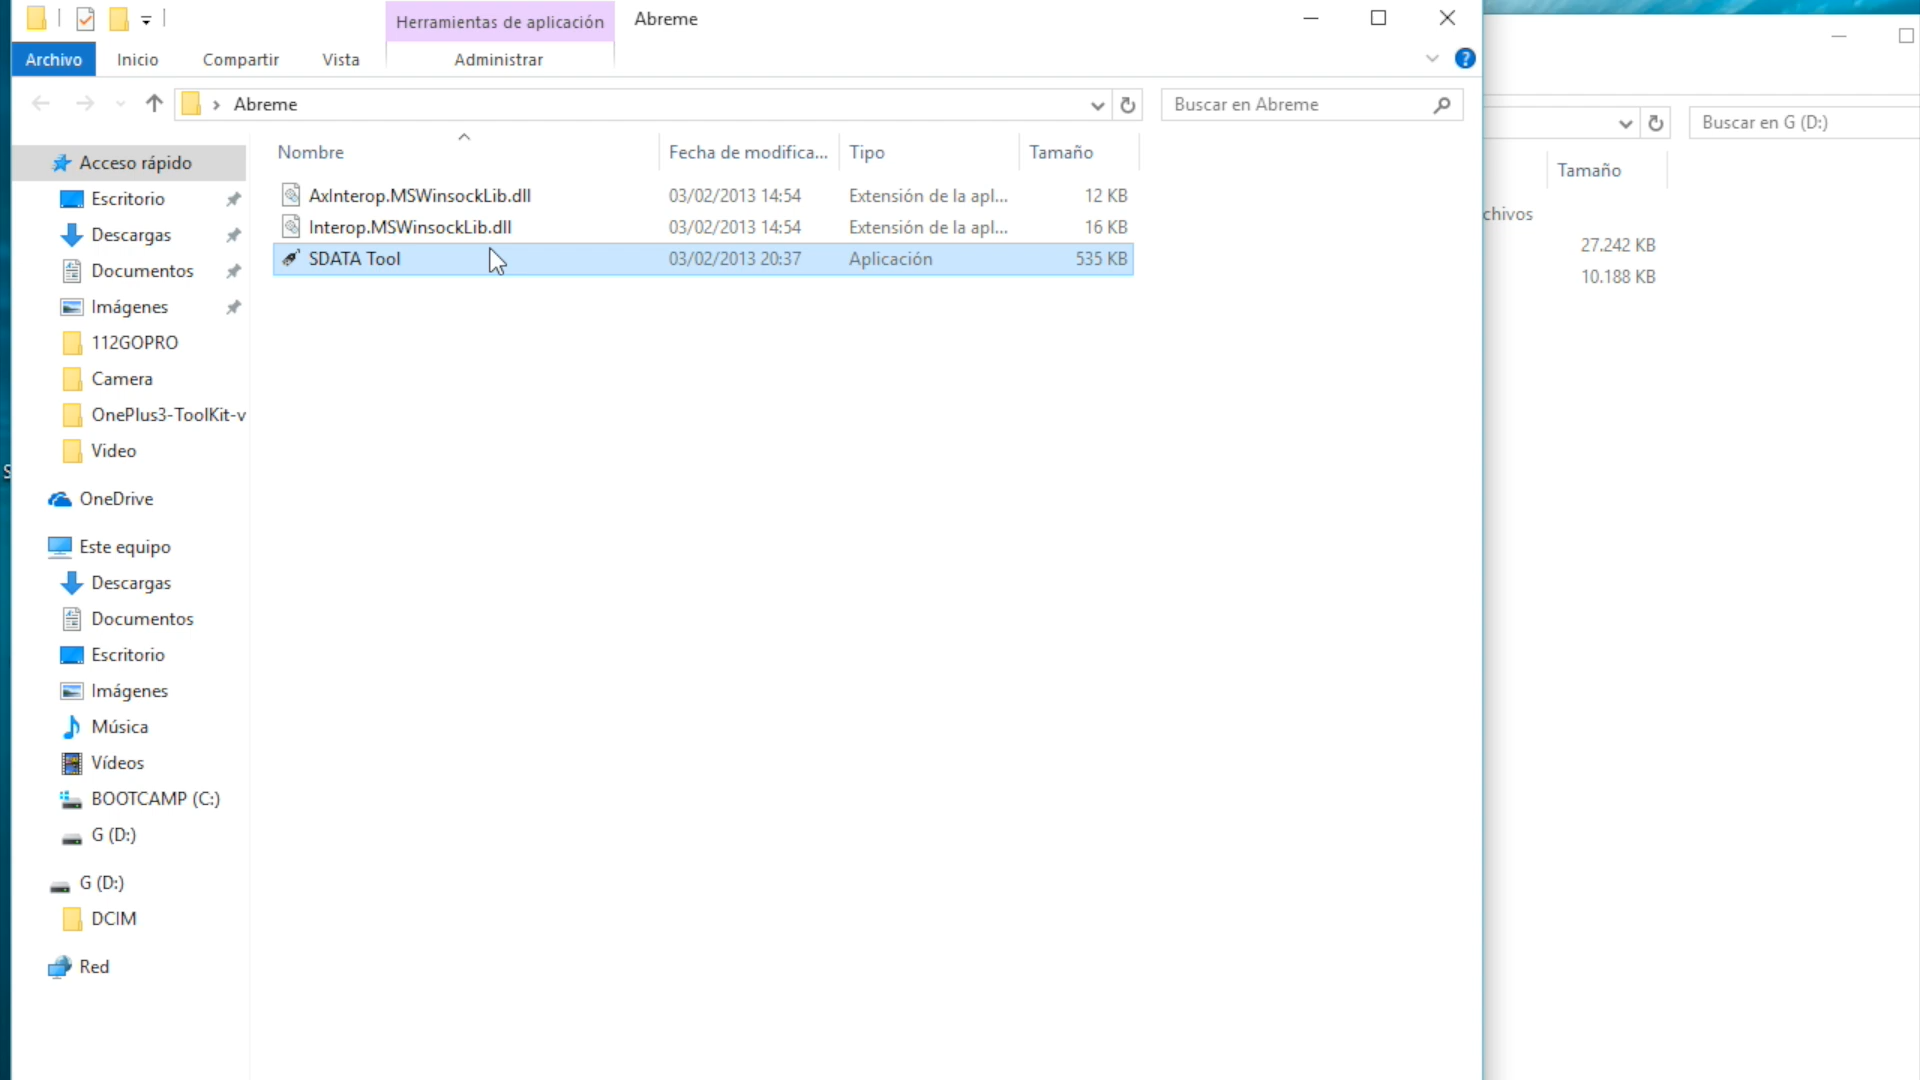 Herramientas de aplicación
Abreme
Archivo
Inicio
Compartir
Vista
Administrar
Abreme
Buscar en Abreme
Buscar en G (D:)
Nombre
Fecha de modifica...
Tipo
Tamaño
Tamaño
AxInterop.MSWinsockLib.dll
03/02/2013 14:54
Extensión de la apl...
12 KB
Interop.MSWinsockLib.dll
03/02/2013 14:54
Extensión de la apl...
16 KB
SDATA Tool
03/02/2013 20:37
Aplicación
535 KB
chivos
27.242 KB
10.188 KB
Acceso rápido
Escritorio
Descargas
Documentos
Imágenes
112GOPRO
Camera
OnePlus3-ToolKit-v
Video
OneDrive
Este equipo
Descargas
Documentos
Escritorio
Imágenes
Música
Vídeos
BOOTCAMP (C:)
G (D:)
G (D:)
DCIM
Red
S